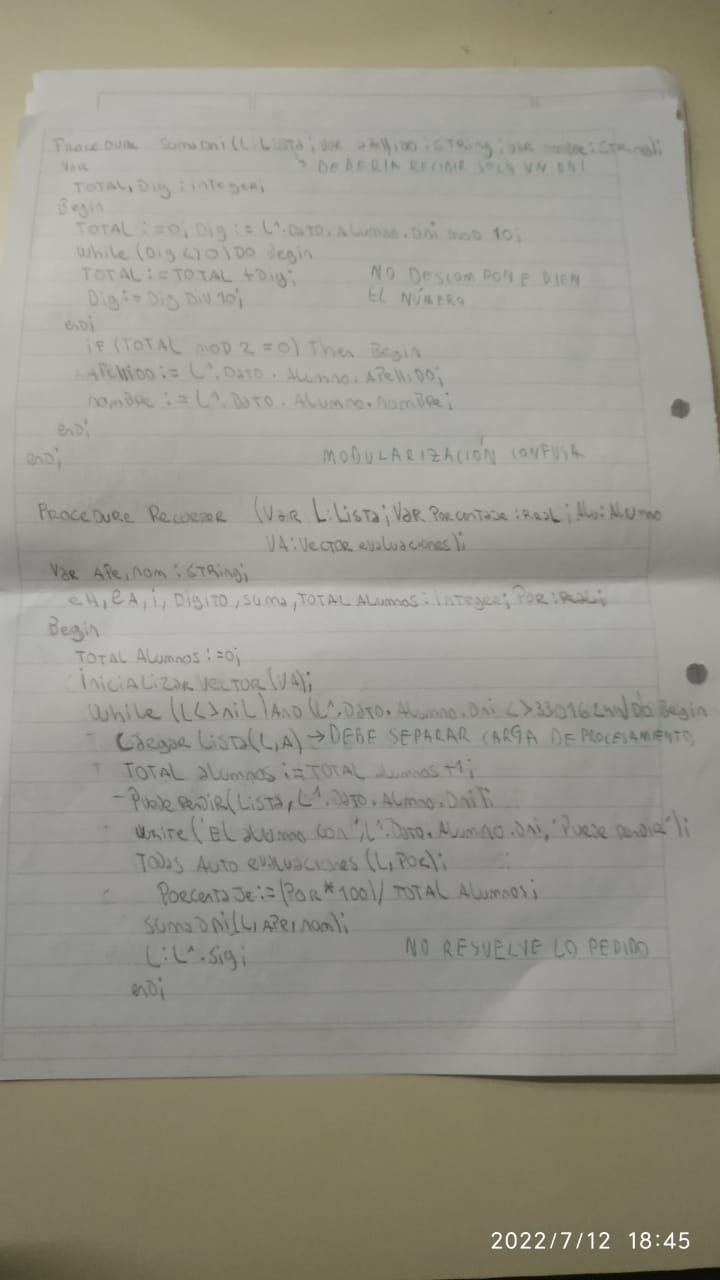 Procedure SumaDni (L:Lista; Var apellido:String; var nombre:String);
Var → DEBERÍA RECIBIR SOLO UN DNI
TOTAL, Dig : integer;
Begin
TOTAL := 0; Dig := L^.Dato.Alumno.Dni mod 10;
while (Dig <> 0) DO Begin
TOTAL := TOTAL + Dig; NO DESCOMPONE BIEN
Dig := Dig Div 10; EL NÚMERO
end;
if (TOTAL mod 2 = 0) Then Begin
APellido := L^.Dato.Alumno.APellido;
nombre := L^.Dato.Alumno.nombre;
end;
end; MODULARIZACIÓN CONFUSA
Procedure Recorrer (Var L:Lista; Var Porcentaje:Real; Alu:Alumno
VA:Vector evaluaciones);
Var APe, nom : String;
i, Digito, suma, TOTAL Alumos : Integer; Por : Real;
Begin
TOTAL Alumnos := 0;
inicializar vector (VA);
while ((L<>nil) And (L^.Dato.Alumno.Dni <> 33016244) do Begin
Cargar Lista(L,A) → DEBE SEPARAR CARGA DE PROCESAMIENTO
TOTAL alumnos := TOTAL alumnos +1;
- Puede rendir (Lista, L^.Dato.Almno.Dni);
write ('El alumno con', L^.Dato.Alumno.Dni, 'Puede rendir');
Todas Auto evaluaciones (L, Por);
Porcentaje := (Por * 100) / TOTAL Alumnos;
suma Dni (L, APe, nom);
L:L^.sig; NO RESUELVE LO PEDIDO
end;
2022/7/12 18:45